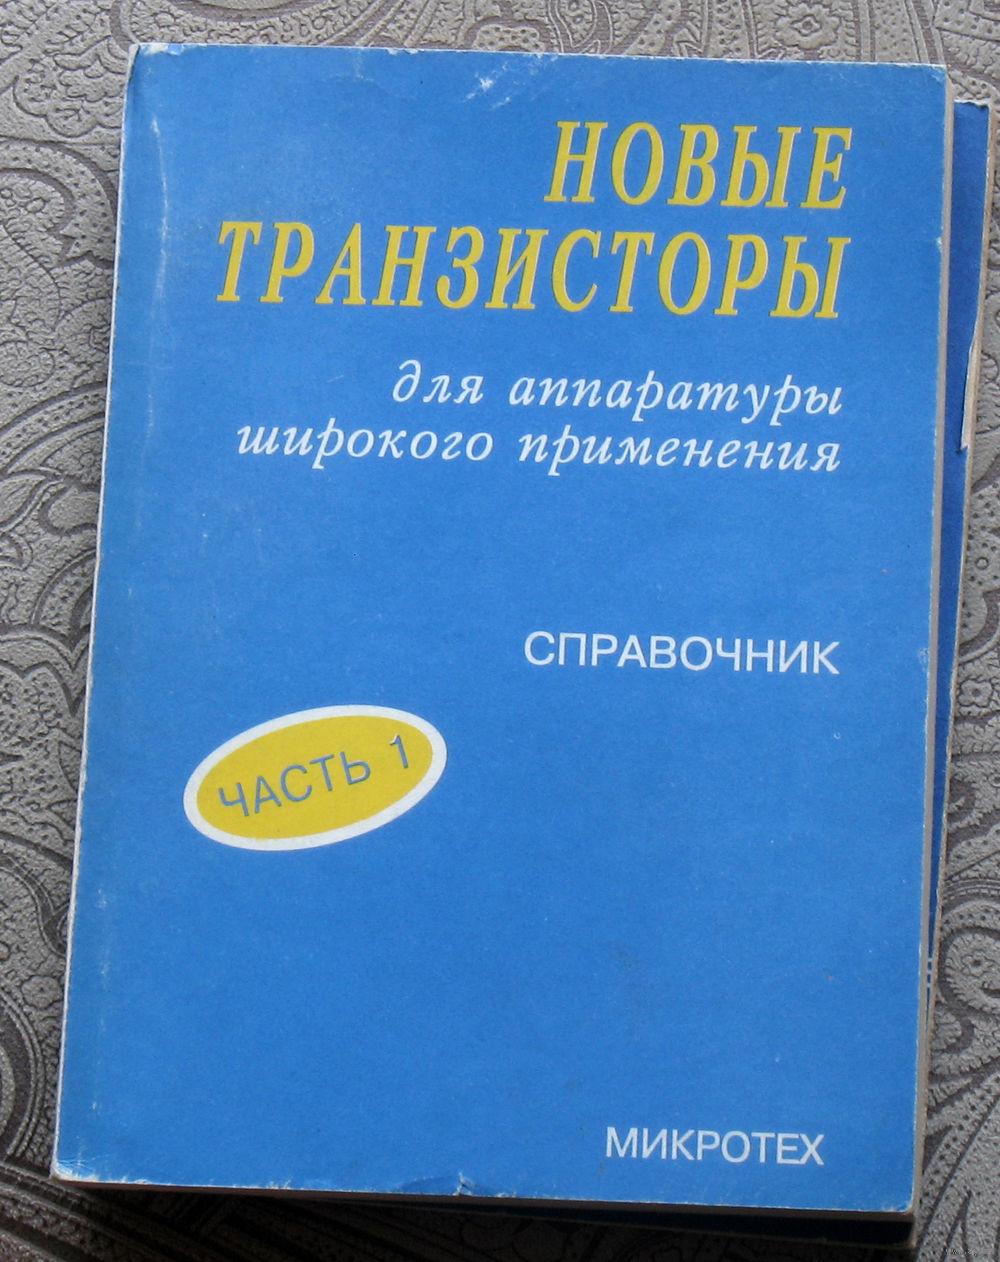 НОВЫЕ
ТРАНЗИСТОРЫ
для аппаратуры
широкого применения
СПРАВОЧНИК
ЧАСТЬ 1
МИКРОТЕХ